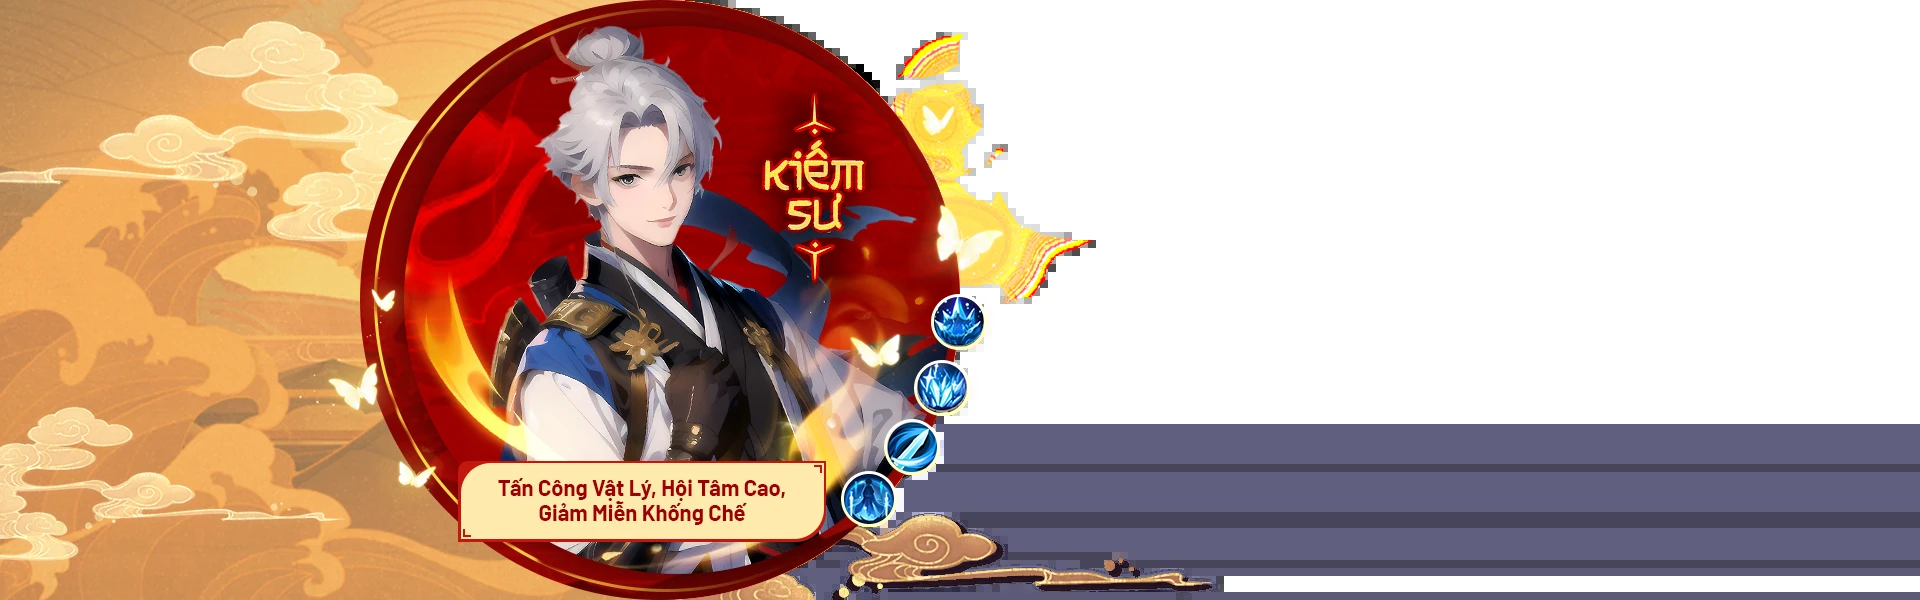 KIẾM
SƯ
Tấn Công Vật Lý, Hội Tâm Cao,
Giảm Miễn Khống Chế